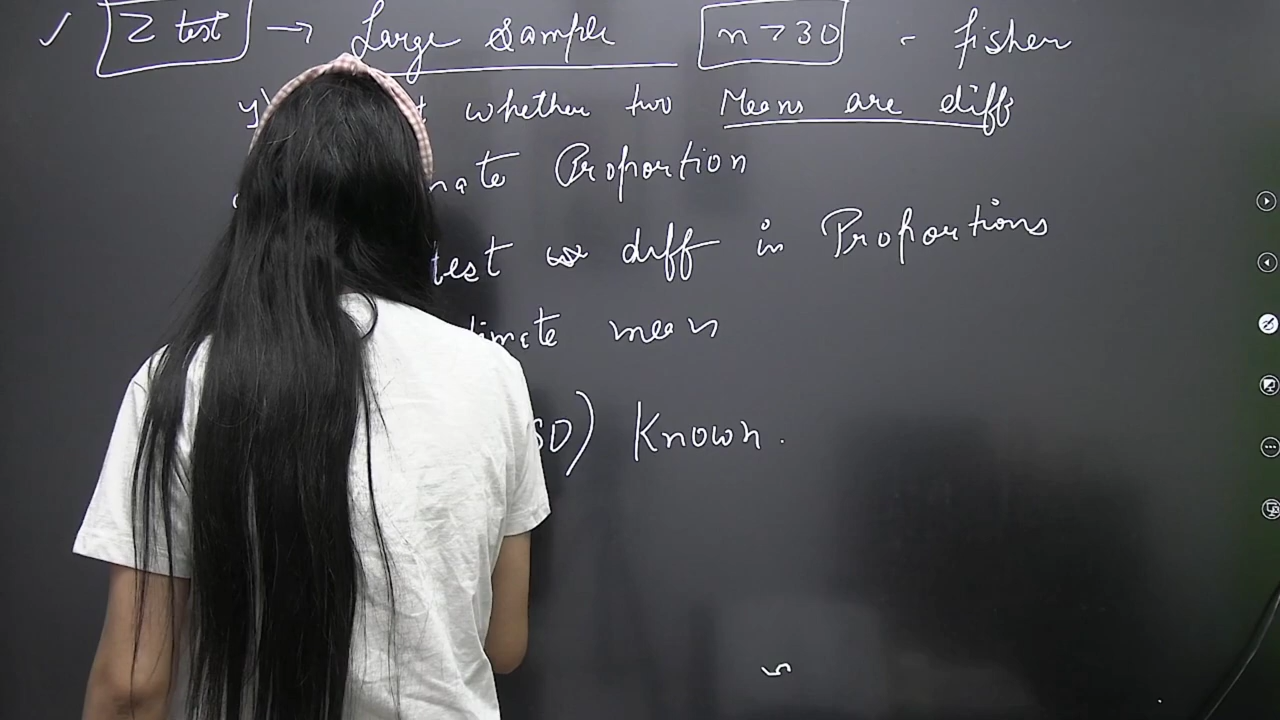 ✓ Z test → Large Sample n > 30 - fisher
whether two Means are diff
Proportion
test diff in Proportions
mean
SD) Known.